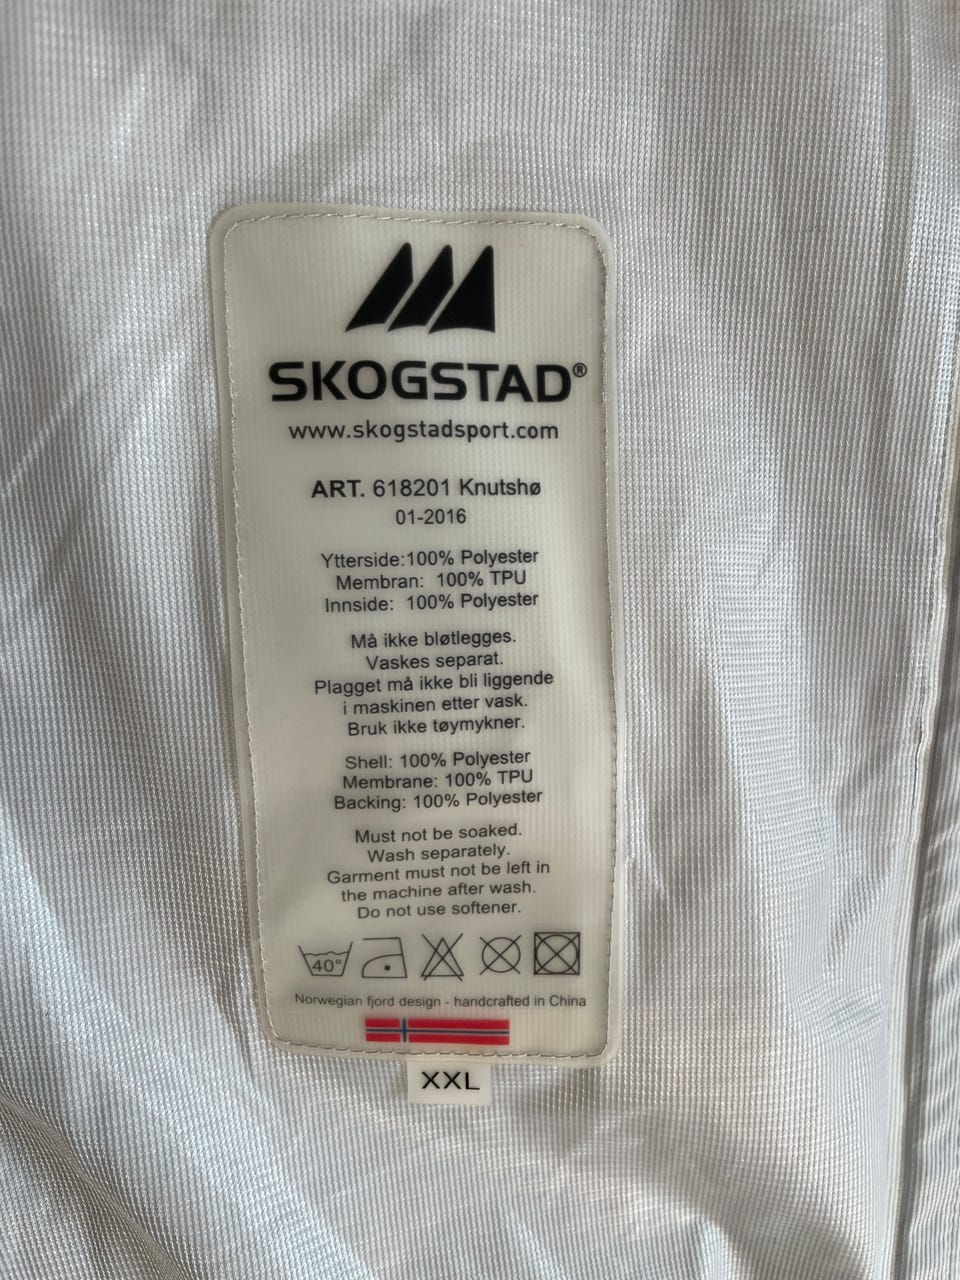 SKOGSTAD®
www.skogstadsport.com
ART. 618201 Knutshø
01-2016
Ytterside:100% Polyester
Membran: 100% TPU
Innside: 100% Polyester
Må ikke bløtlegges.
Vaskes separat.
Plagget må ikke bli liggende
i maskinen etter vask.
Bruk ikke tøymykner.
Shell: 100% Polyester
Membrane: 100% TPU
Backing: 100% Polyester
Must not be soaked.
Wash separately.
Garment must not be left in
the machine after wash.
Do not use softener.
40°
Norwegian fjord design - handcrafted in China
XXL